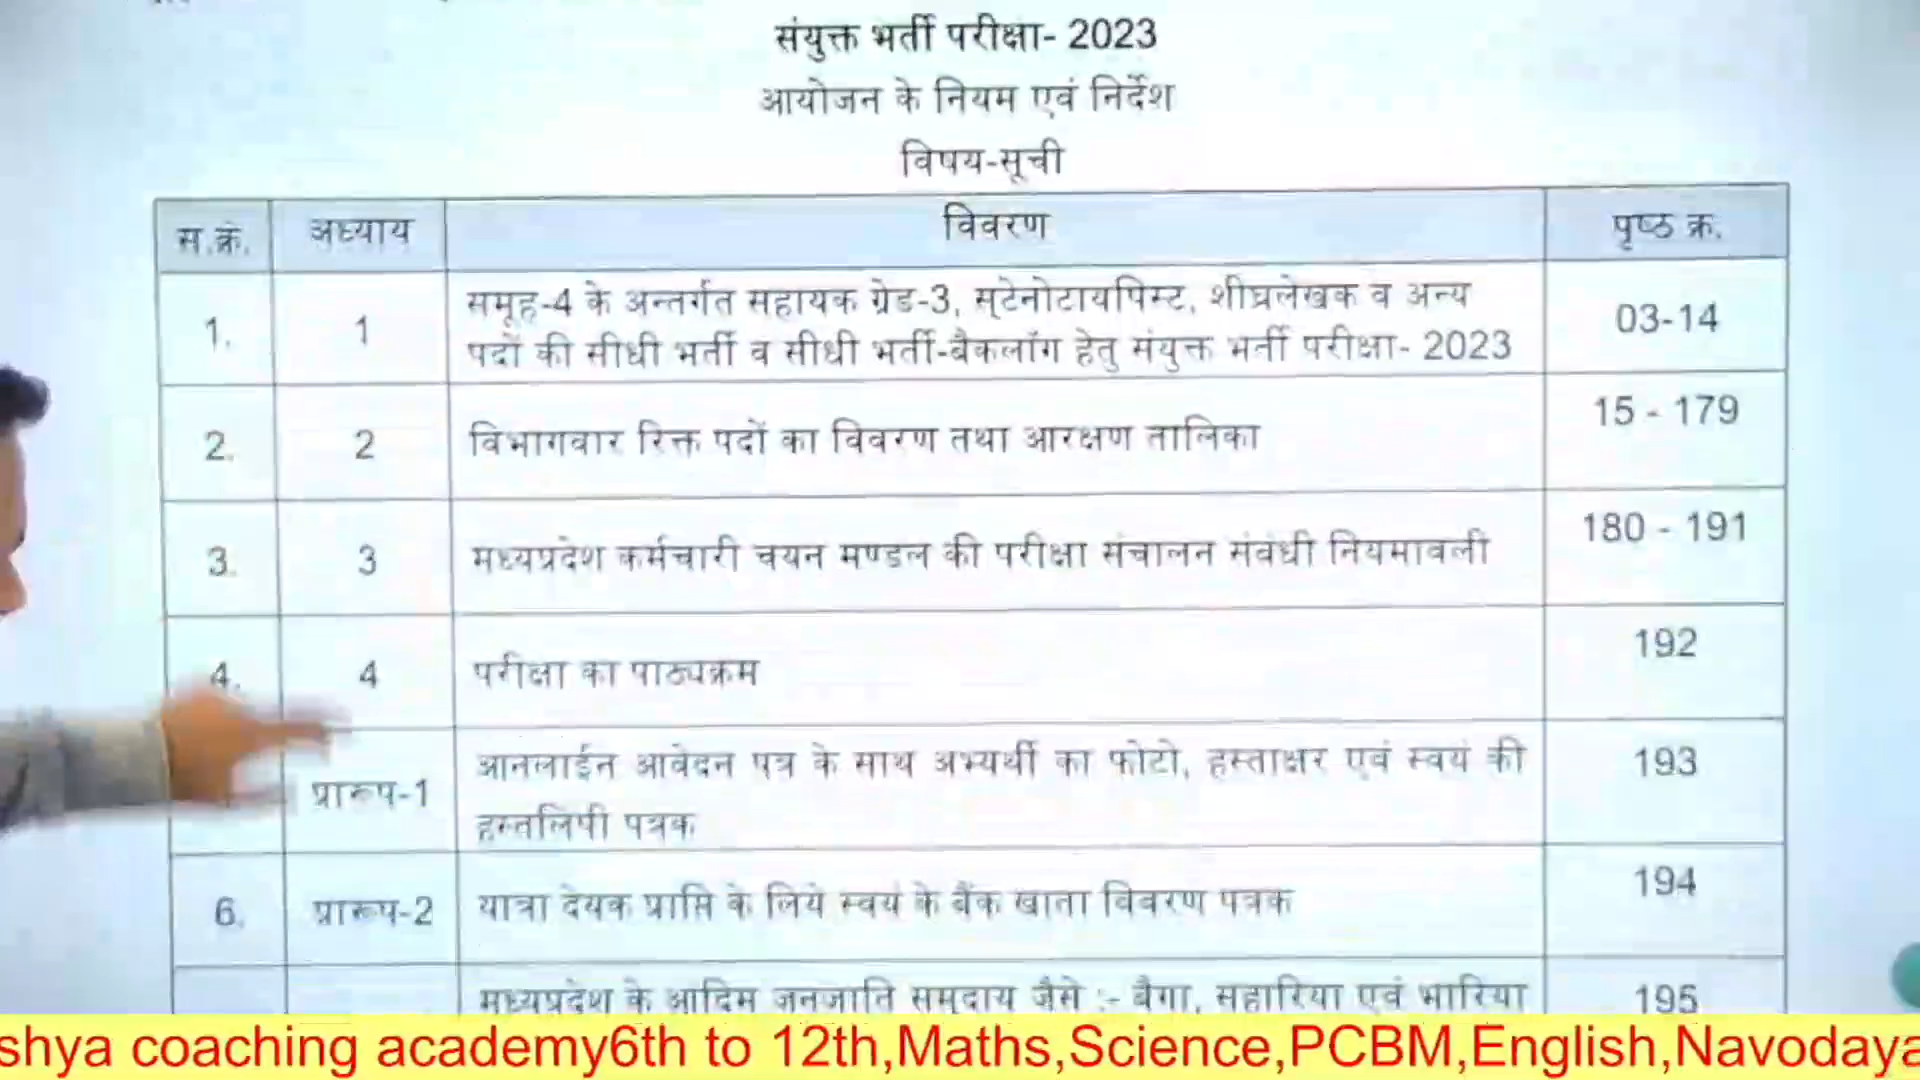 संयुक्त भर्ती परीक्षा- 2023
आयोजन के नियम एवं निर्देश
विषय-सूची
स.क्रं. अध्याय विवरण पृष्ठ क्र.
1. 1 समूह-4 के अन्तर्गत सहायक ग्रेड-3, स्टेनोटायपिस्ट, शीघ्रलेखक व अन्य
पदों की सीधी भर्ती व सीधी भर्ती-बैकलॉग हेतु संयुक्त भर्ती परीक्षा- 2023 03-14
2. 2 विभागवार रिक्त पदों का विवरण तथा आरक्षण तालिका 15 - 179
3. 3 मध्यप्रदेश कर्मचारी चयन मण्डल की परीक्षा संचालन संबंधी नियमावली 180 - 191
4. 4 परीक्षा का पाठ्यक्रम 192
प्रारूप-1 आनलाईन आवेदन पत्र के साथ अभ्यर्थी का फोटो, हस्ताक्षर एवं स्वयं की 193
हस्तलिपी पत्रक
6. प्रारूप-2 यात्रा देयक प्राप्ति के लिये स्वयं के बैंक खाता विवरण पत्रक 194
मध्यप्रदेश के आदिम जनजाति समुदाय जैसे :- बैगा, सहारिया एवं भारिया 195
shya coaching academy6th to 12th,Maths,Science,PCBM,English,Navodaya